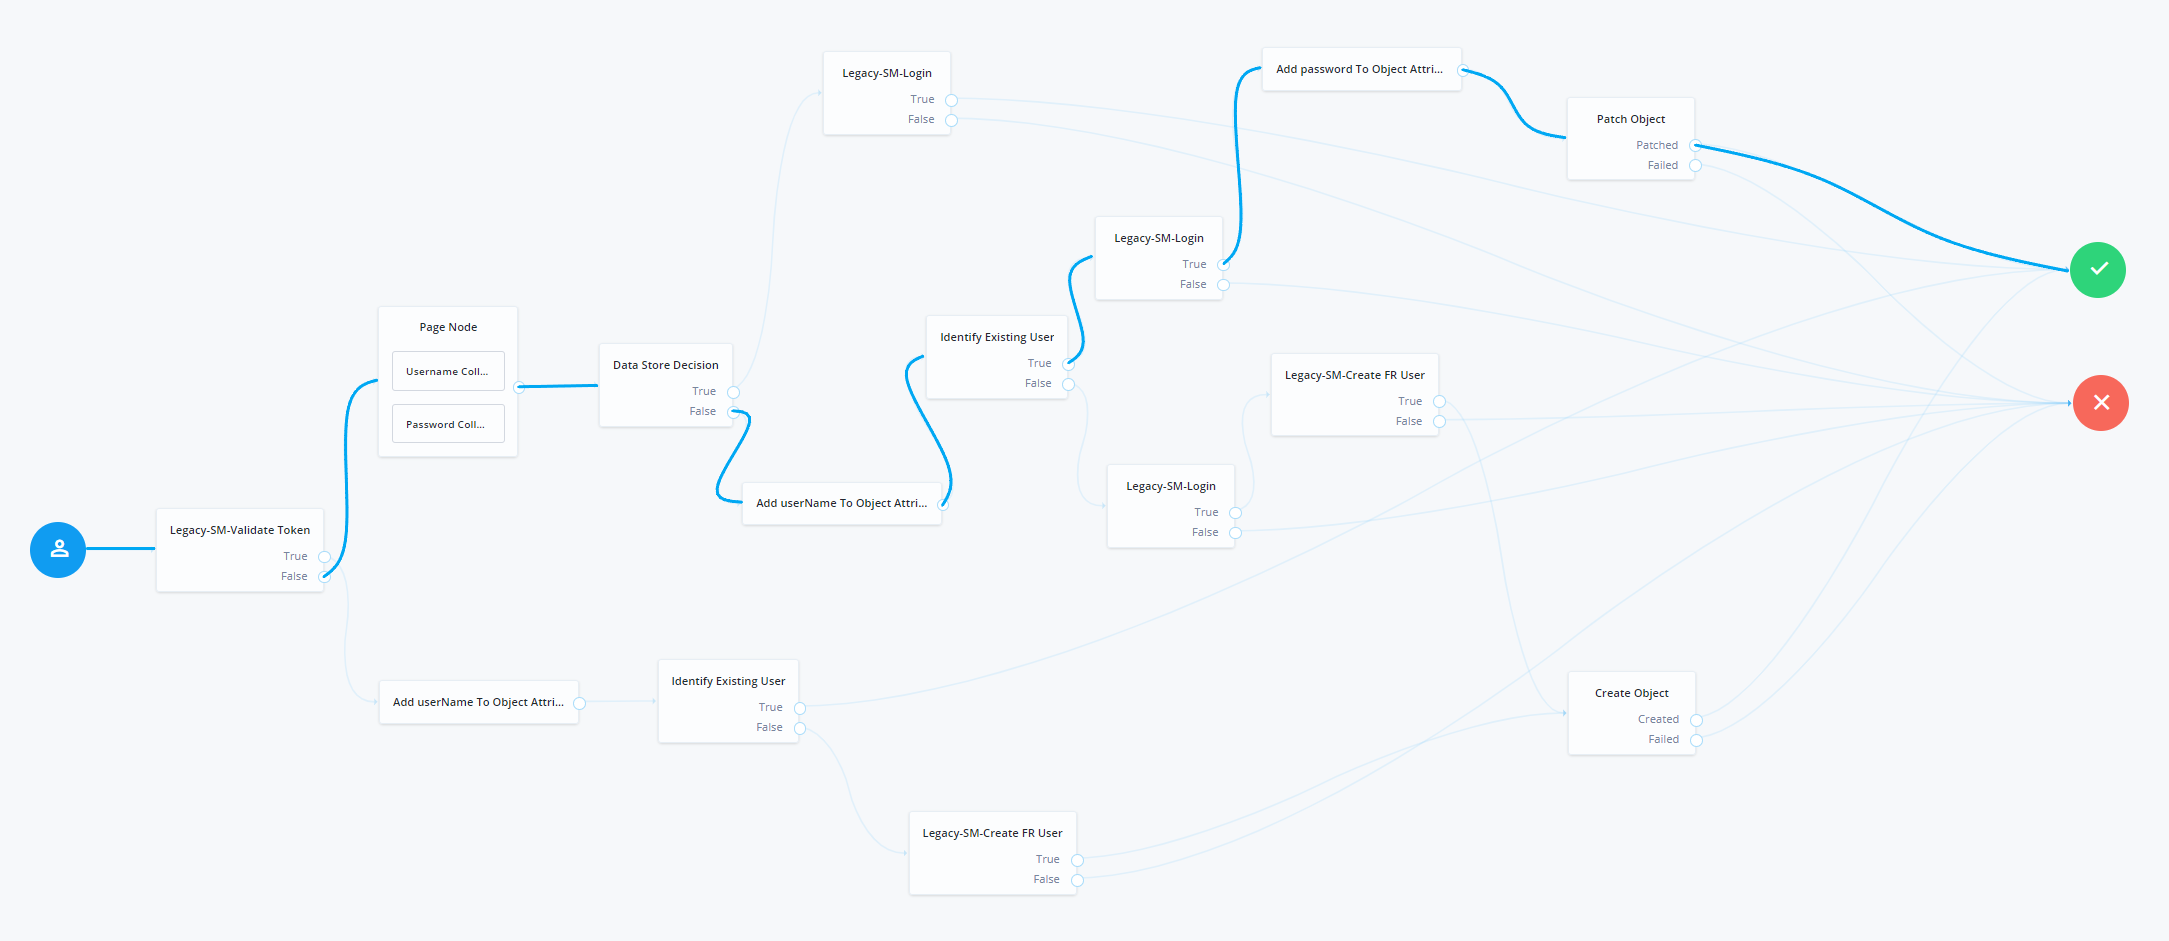 Legacy-SM-Login
True
False
Add password To Object Attri...
Patch Object
Patched
Failed
Legacy-SM-Login
True
False
Page Node
Username Coll...
Password Coll...
Data Store Decision
True
False
Identify Existing User
True
False
Legacy-SM-Create FR User
True
False
Add userName To Object Attri...
Legacy-SM-Login
True
False
Legacy-SM-Validate Token
True
False
Add userName To Object Attri...
Identify Existing User
True
False
Create Object
Created
Failed
Legacy-SM-Create FR User
True
False